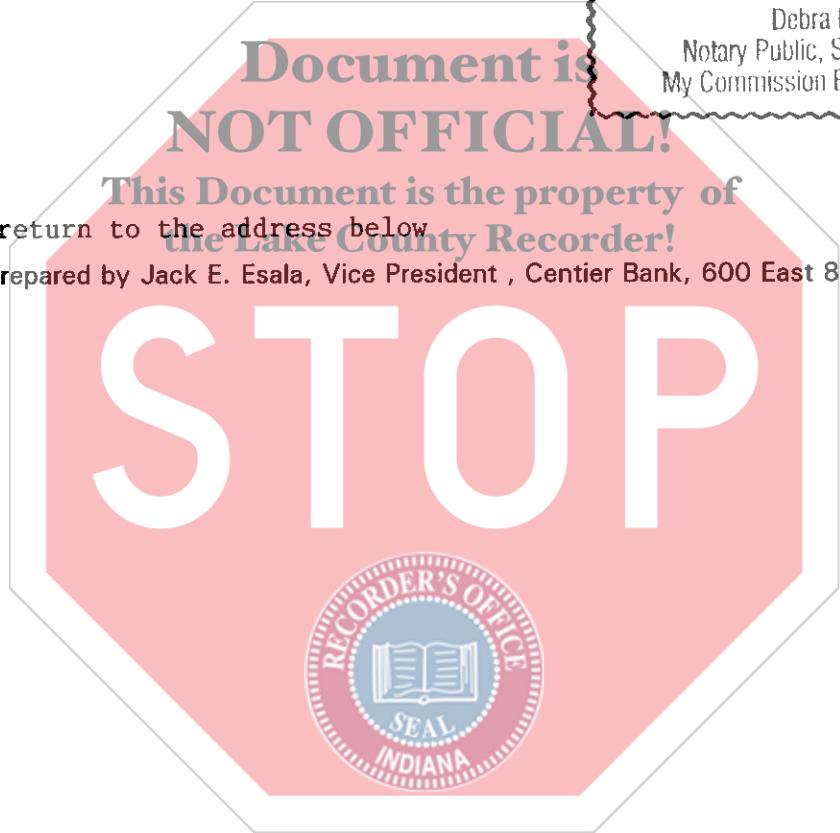 Debra
Notary Public, S
My Commission E
Document is
NOT OFFICIAL!
This Document is the property of
the Lake County Recorder!
return to the address below
repared by Jack E. Esala, Vice President , Centier Bank, 600 East 8
STOP
RECORDER'S OFFICE
SEAL
INDIANA